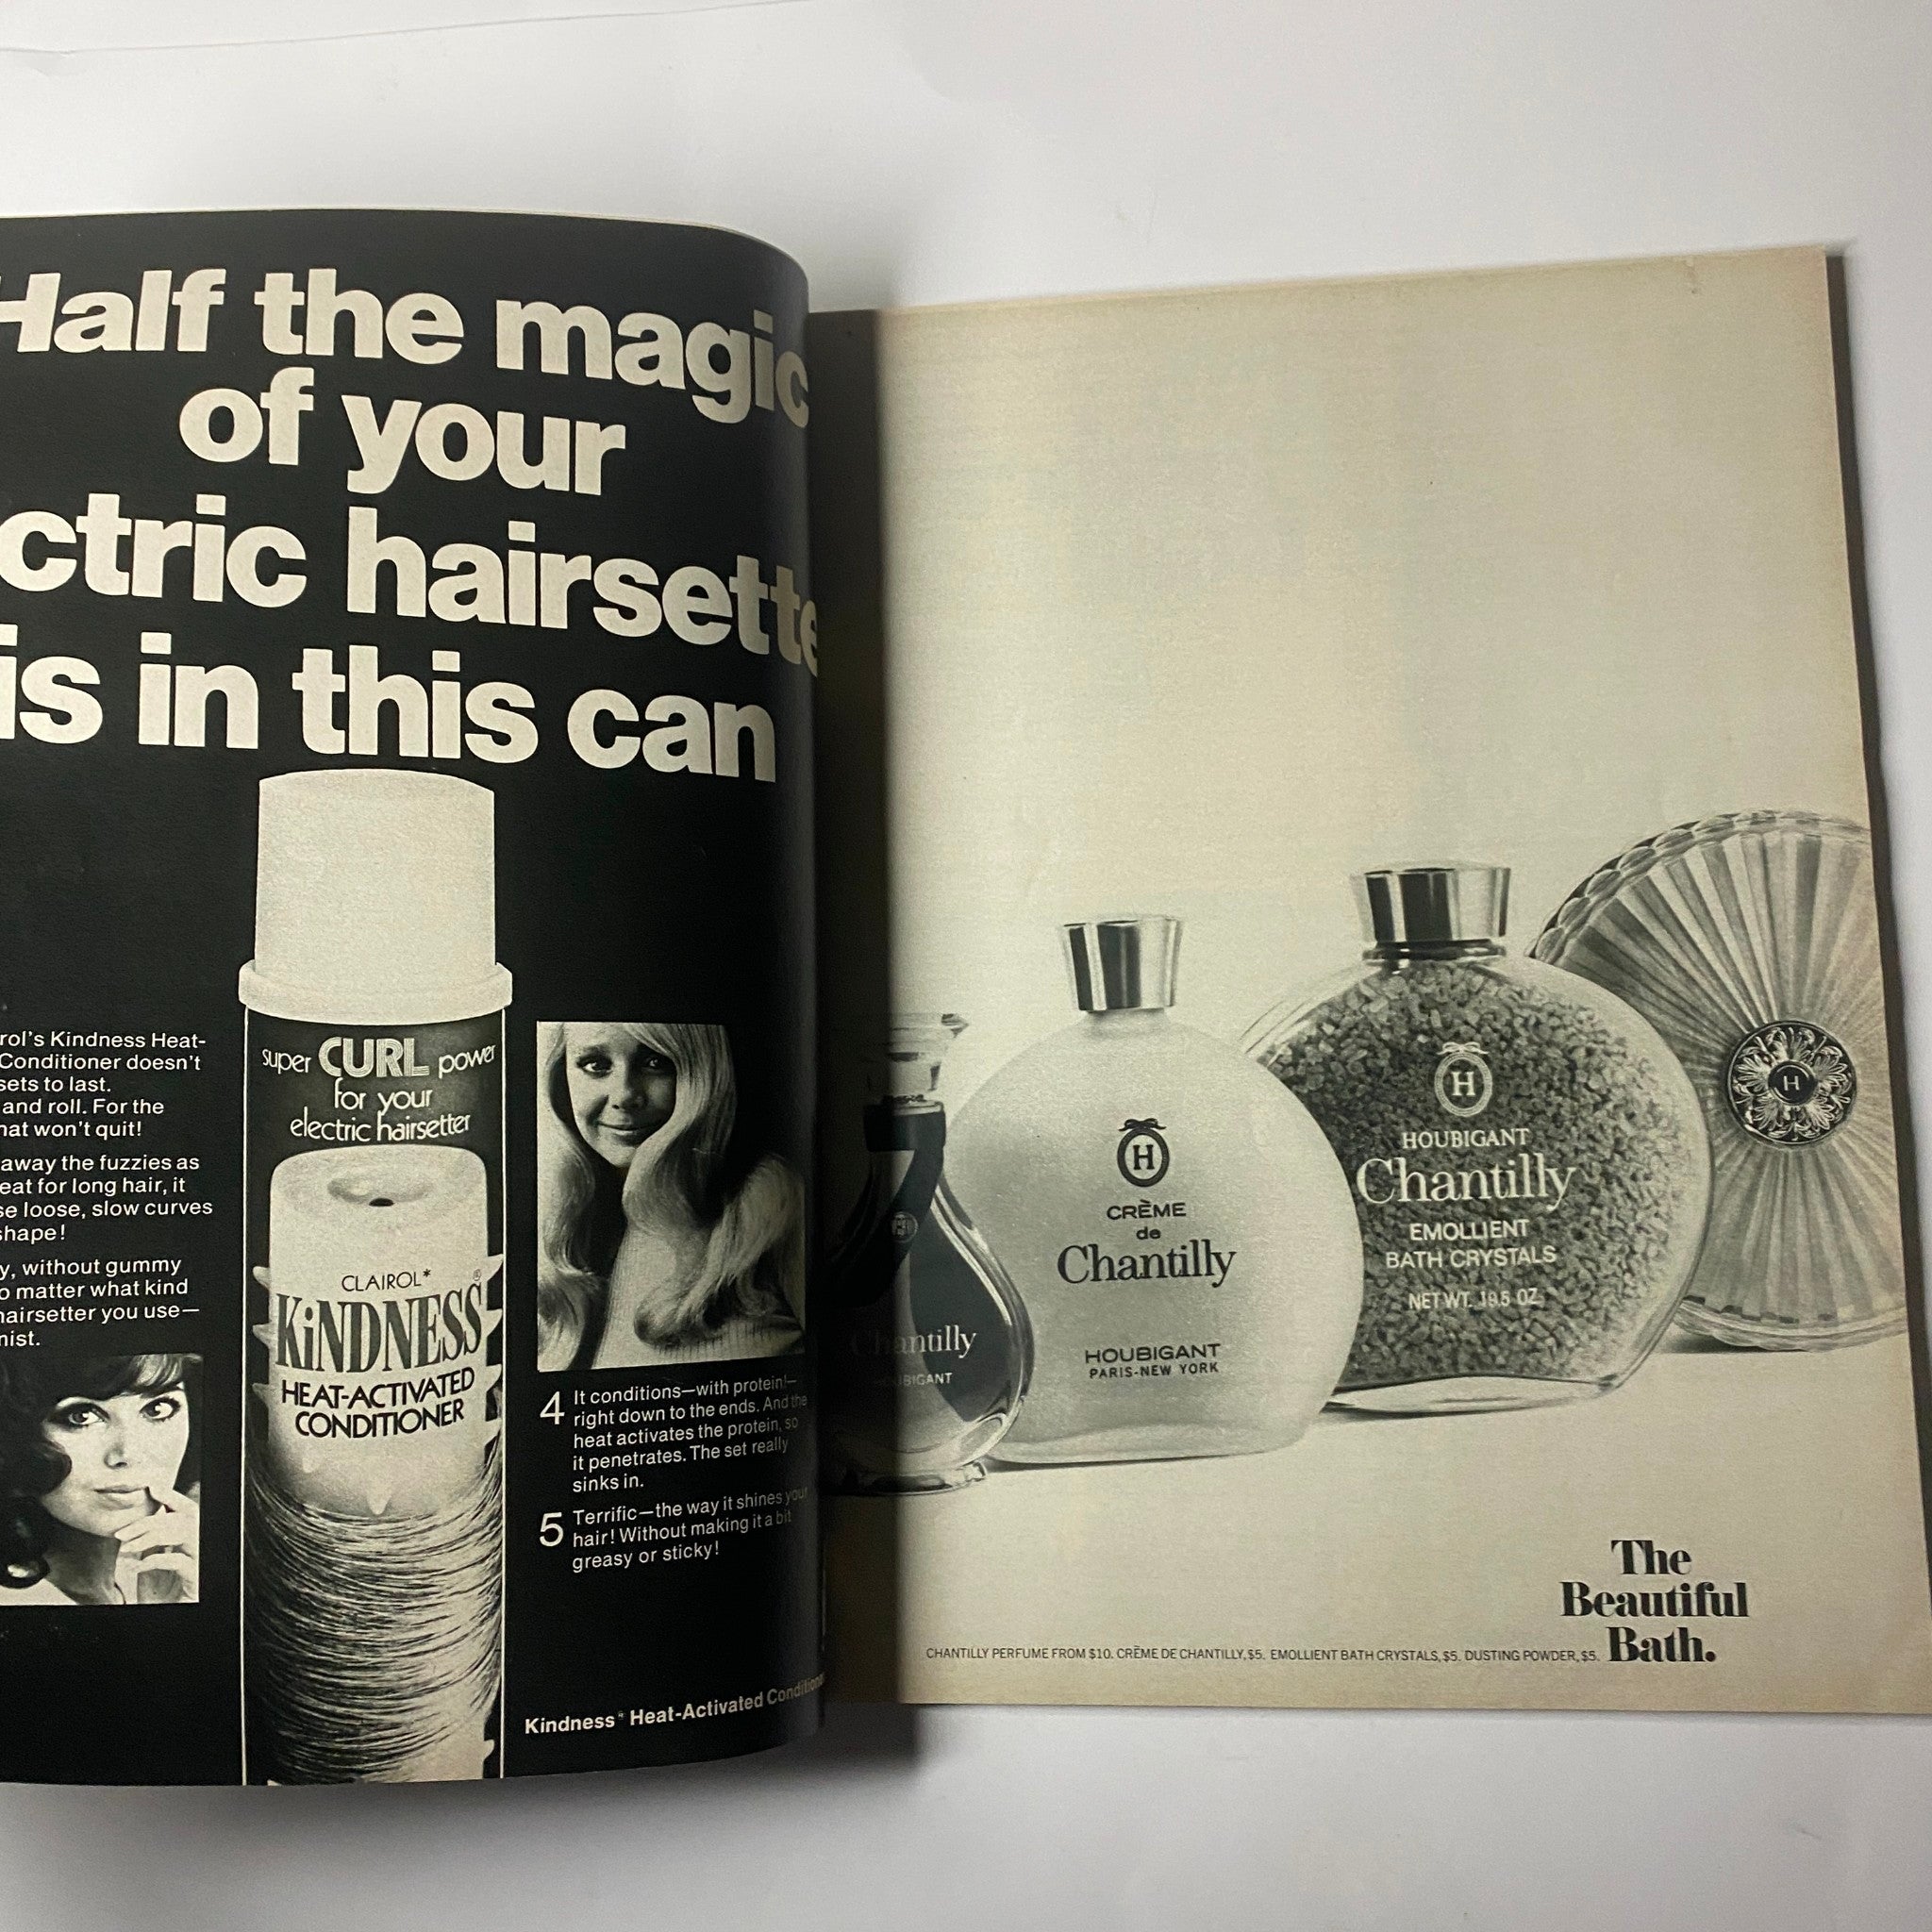 Half the magic
of your
ctric hairsette
is in this can
rol's Kindness Heat-
Conditioner doesn't
sets to last.
and roll. For the
hat won't quit!
away the fuzzies as
eat for long hair, it
se loose, slow curves
shape!
y, without gummy
o matter what kind
hairsetter you use—
nist.
super CURL power
for your
electric hairsetter
CLAIROL*
KiNDNESS®
HEAT-ACTIVATED
CONDITIONER
4 It conditions—with protein!—
right down to the ends. And the
heat activates the protein, so
it penetrates. The set really
sinks in.
5 Terrific—the way it shines your
hair! Without making it a bit
greasy or sticky!
Kindness* Heat-Activated Conditioner
Chantilly
HOUBIGANT
H
CRÈME
de
Chantilly
HOUBIGANT
PARIS-NEW YORK
H
HOUBIGANT
Chantilly
EMOLLIENT
BATH CRYSTALS
NET WT. 19.5 OZ.
H
The
Beautiful
Bath.
CHANTILLY PERFUME FROM $10. CRÈME DE CHANTILLY, $5. EMOLLIENT BATH CRYSTALS, $5. DUSTING POWDER, $5.